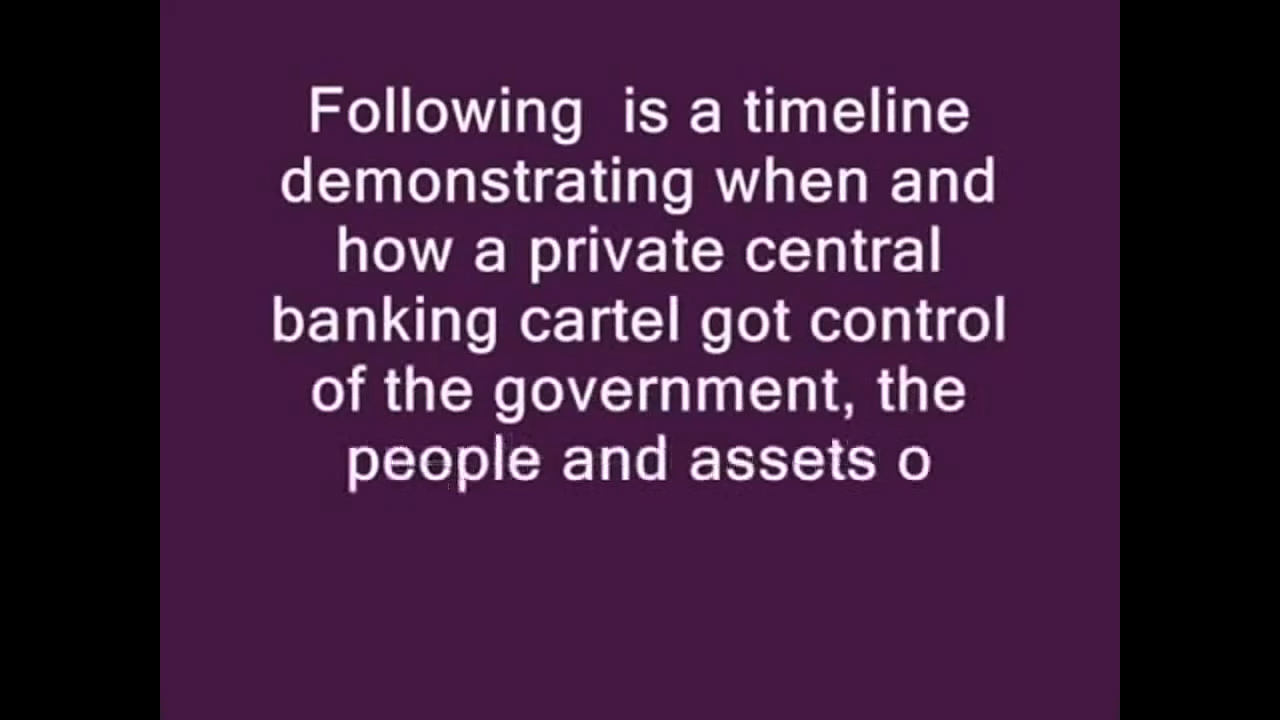 Following  is a timeline
demonstrating when and
how a private central
banking cartel got control
of the government, the
people and assets o